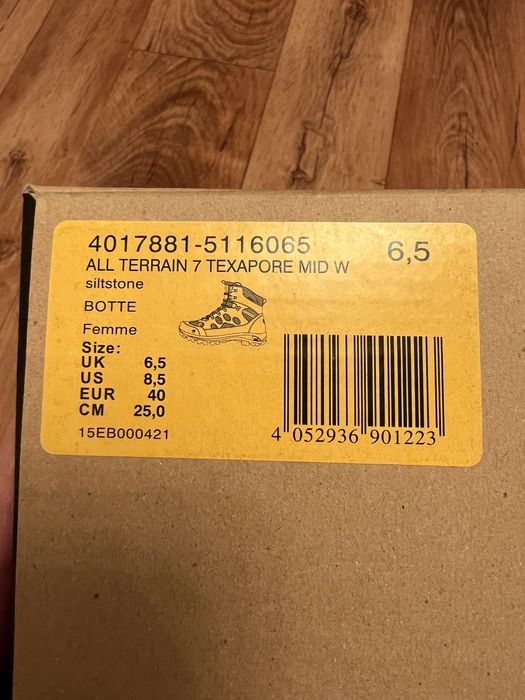 4017881-5116065 6,5
ALL TERRAIN 7 TEXAPORE MID W
siltstone
BOTTE
Femme
Size:
UK 6,5
US 8,5
EUR 40
CM 25,0
15EB000421
4 052936 901223